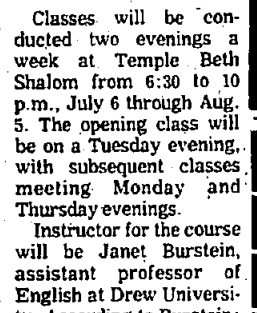 Classes will be con-
ducted two evenings a
week at Temple Beth
Shalom from 6:30 to 10
p.m., July 6 through Aug.
5. The opening class will
be on a Tuesday evening,
with subsequent classes
meeting Monday and
Thursday evenings.
Instructor for the course
will be Janet Burstein,
assistant professor of
English at Drew Universi-